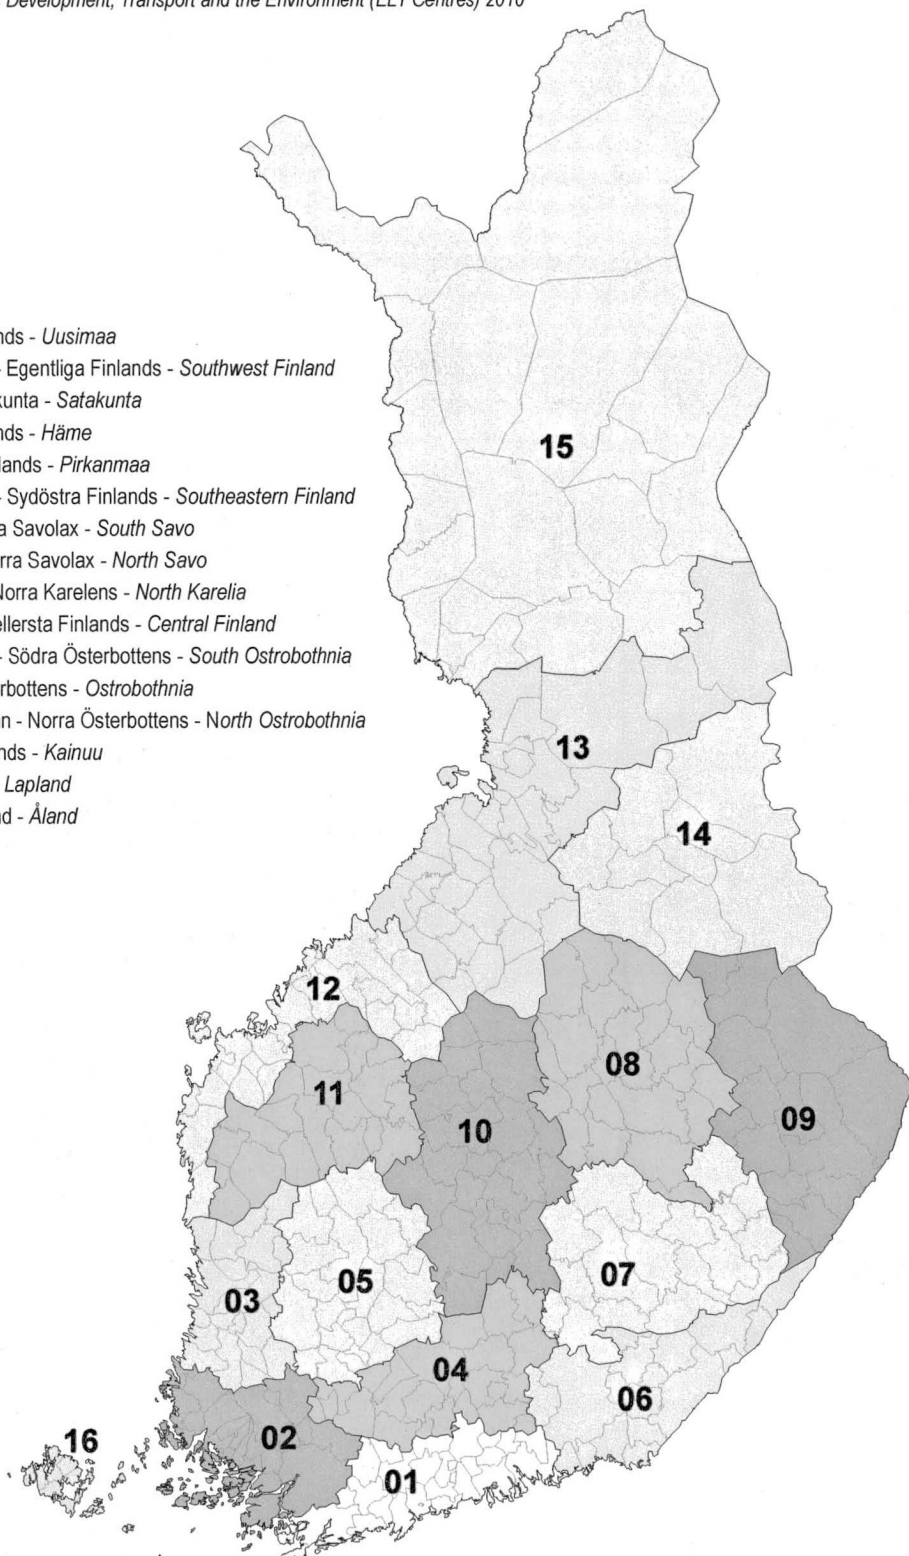 Development, Transport and the Environment (ELY Centres) 2010
nds - Uusimaa
- Egentliga Finlands - Southwest Finland
kunta - Satakunta
nds - Häme
lands - Pirkanmaa
- Sydöstra Finlands - Southeastern Finland
a Savolax - South Savo
rra Savolax - North Savo
Norra Karelens - North Karelia
ellersta Finlands - Central Finland
- Södra Österbottens - South Ostrobothnia
rbottens - Ostrobothnia
an - Norra Österbottens - North Ostrobothnia
nds - Kainuu
- Lapland
nd - Åland
15
13
14
12
11
08
10
09
03
05
07
04
06
16
02
01